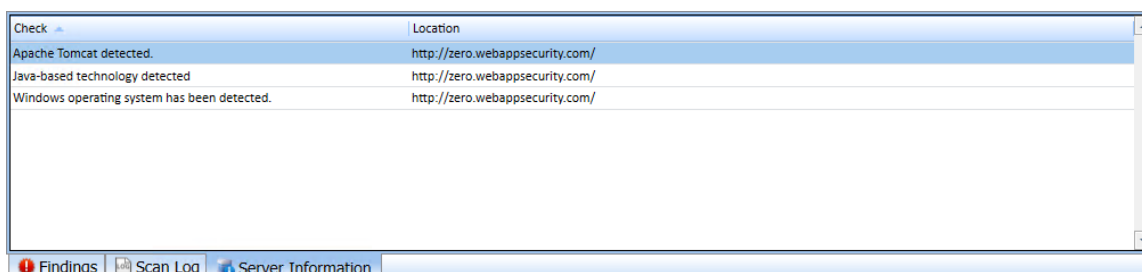 Check Location
Apache Tomcat detected. http://zero.webappsecurity.com/
Java-based technology detected http://zero.webappsecurity.com/
Windows operating system has been detected. http://zero.webappsecurity.com/
Findings Scan Log Server Information